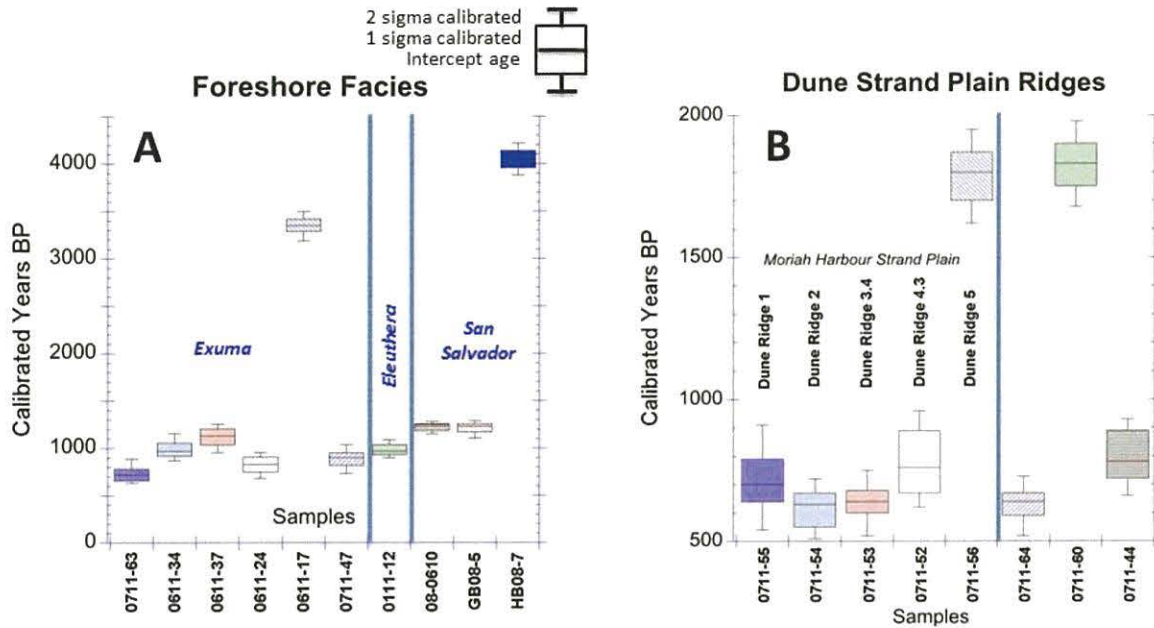 2 sigma calibrated
1 sigma calibrated
Intercept age
Foreshore Facies
A
Calibrated Years BP
4000
3000
2000
1000
0
Exuma
Eleuthera
San
Salvador
Samples
0711-63
0611-34
0611-37
0611-24
0611-17
0711-47
0111-12
08-0610
GB08-5
HB08-7
Dune Strand Plain Ridges
B
Calibrated Years BP
2000
1500
1000
500
Moriah Harbour Strand Plain
Dune Ridge 1
Dune Ridge 2
Dune Ridge 3.4
Dune Ridge 4.3
Dune Ridge 5
0711-55
0711-54
0711-53
0711-52
0711-56
0711-64
0711-60
0711-44
Samples